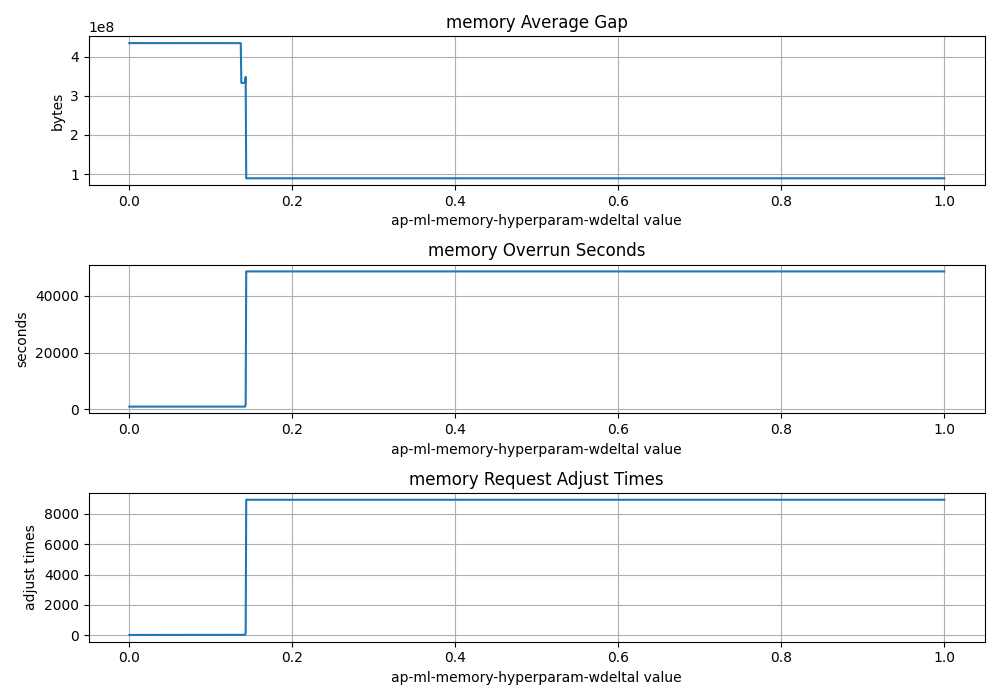 memory Average Gap
1e8
4
3
2
1
bytes
0.0 0.2 0.4 0.6 0.8 1.0
ap-ml-memory-hyperparam-wdeltal value
memory Overrun Seconds
40000
20000
0
seconds
0.0 0.2 0.4 0.6 0.8 1.0
ap-ml-memory-hyperparam-wdeltal value
memory Request Adjust Times
8000
6000
4000
2000
0
adjust times
0.0 0.2 0.4 0.6 0.8 1.0
ap-ml-memory-hyperparam-wdeltal value